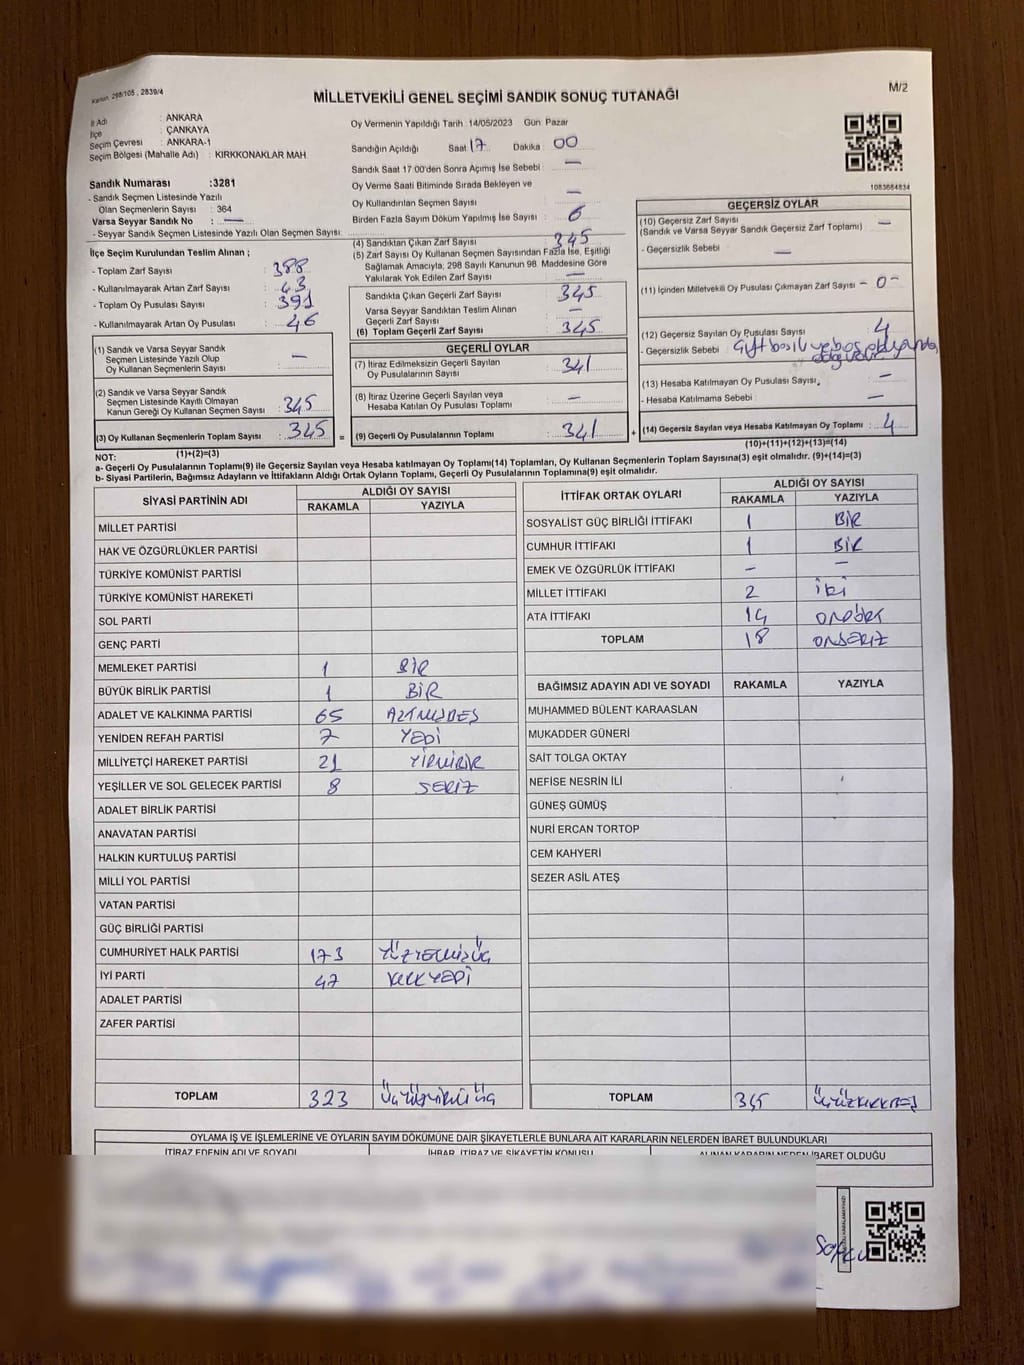 Kanun 298/105 , 2839/4
M/2
MİLLETVEKİLİ GENEL SEÇİMİ SANDIK SONUÇ TUTANAĞI
İl Adı : ANKARA
İlçe : ÇANKAYA
Seçim Çevresi : ANKARA-1
Seçim Bölgesi (Mahalle Adı) : KIRKKONAKLAR MAH
Sandık Numarası :3281
- Sandık Seçmen Listesinde Yazılı
Olan Seçmenlerin Sayısı : 364
Varsa Seyyar Sandık No : —
- Seyyar Sandık Seçmen Listesinde Yazılı Olan Seçmen Sayısı:
İlçe Seçim Kurulundan Teslim Alınan ;
- Toplam Zarf Sayısı : 388
- Kullanılmayarak Artan Zarf Sayısı : 43
- Toplam Oy Pusulası Sayısı : 391
- Kullanılmayarak Artan Oy Pusulası : 46
(1) Sandık ve Varsa Seyyar Sandık
Seçmen Listesinde Yazılı Olup
Oy Kullanan Seçmenlerin Sayısı : —
(2) Sandık ve Varsa Seyyar Sandık
Seçmen Listesinde Kayıtlı Olmayan
Kanun Gereği Oy Kullanan Seçmen Sayısı : 345
(3) Oy Kullanan Seçmenlerin Toplam Sayısı : 345 =
(1)+(2)=(3)
Oy Vermenin Yapıldığı Tarih :14/05/2023 Gün: Pazar
Sandığın Açıldığı Saat 17 Dakika 00
Sandık Saat 17:00'den Sonra Açımış İse Sebebi : —
Oy Verme Saati Bitiminde Sırada Bekleyen ve
Oy Kullandırılan Seçmen Sayısı : —
Birden Fazla Sayım Döküm Yapılmış İse Sayısı : 6
(4) Sandıktan Çıkan Zarf Sayısı : 345
(5) Zarf Sayısı Oy Kullanan Seçmen Sayısından Fazla İse, Eşitliği
Sağlamak Amacıyla, 298 Sayılı Kanunun 98. Maddesine Göre
Yakılarak Yok Edilen Zarf Sayısı : —
Sandıkta Çıkan Geçerli Zarf Sayısı : 345
Varsa Seyyar Sandıktan Teslim Alınan
Geçerli Zarf Sayısı : —
(6) Toplam Geçerli Zarf Sayısı : 345
GEÇERLİ OYLAR
(7) İtiraz Edilmeksizin Geçerli Sayılan
Oy Pusulalarının Sayısı : 341
(8) İtiraz Üzerine Geçerli Sayılan veya
Hesaba Katılan Oy Pusulası Toplamı : —
(9) Geçerli Oy Pusulalarının Toplamı : 341 +
1083684834
GEÇERSİZ OYLAR
(10) Geçersiz Zarf Sayısı : —
(Sandık ve Varsa Seyyar Sandık Geçersiz Zarf Toplamı)
- Geçersizlik Sebebi : —
(11) İçinden Milletvekili Oy Pusulası Çıkmayan Zarf Sayısı - 0 -
(12) Geçersiz Sayılan Oy Pusulası Sayısı : 4
- Geçersizlik Sebebi : Çift basılı ve boş
(13) Hesaba Katılmayan Oy Pusulası Sayısı : —
- Hesaba Katılmama Sebebi : —
(14) Geçersiz Sayılan veya Hesaba Katılmayan Oy Toplamı : 4
(10)+(11)+(12)+(13)=(14)
NOT:
a- Geçerli Oy Pusulalarının Toplamı(9) ile Geçersiz Sayılan veya Hesaba katılmayan Oy Toplamı(14) Toplamları, Oy Kullanan Seçmenlerin Toplam Sayısına(3) eşit olmalıdır. (9)+(14)=(3)
b- Siyasi Partilerin, Bağımsız Adayların ve İttifakların Aldığı Ortak Oyların Toplamı, Geçerli Oy Pusulalarının Toplamına(9) eşit olmalıdır.
SİYASİ PARTİNİN ADI ALDIĞI OY SAYISI
RAKAMLA YAZIYLA
MİLLET PARTİSİ
HAK VE ÖZGÜRLÜKLER PARTİSİ
TÜRKİYE KOMÜNİST PARTİSİ
TÜRKİYE KOMÜNİST HAREKETİ
SOL PARTİ
GENÇ PARTİ
MEMLEKET PARTİSİ 1 BİR
BÜYÜK BİRLİK PARTİSİ 1 BİR
ADALET VE KALKINMA PARTİSİ 65 ALTMIŞBEŞ
YENİDEN REFAH PARTİSİ 7 YEDİ
MİLLİYETÇİ HAREKET PARTİSİ 21 YİRMİBİR
YEŞİLLER VE SOL GELECEK PARTİSİ 8 SEKİZ
ADALET BİRLİK PARTİSİ
ANAVATAN PARTİSİ
HALKIN KURTULUŞ PARTİSİ
MİLLİ YOL PARTİSİ
VATAN PARTİSİ
GÜÇ BİRLİĞİ PARTİSİ
CUMHURİYET HALK PARTİSİ 173 YÜZYETMİŞÜÇ
İYİ PARTİ 47 KIRKYEDİ
ADALET PARTİSİ
ZAFER PARTİSİ
TOPLAM 323 ÜÇYÜZYİRMİÜÇ
İTTİFAK ORTAK OYLARI ALDIĞI OY SAYISI
RAKAMLA YAZIYLA
SOSYALİST GÜÇ BİRLİĞİ İTTİFAKI 1 BİR
CUMHUR İTTİFAKI 1 BİR
EMEK VE ÖZGÜRLÜK İTTİFAKI — —
MİLLET İTTİFAKI 2 İKİ
ATA İTTİFAKI 14 ONDÖRT
TOPLAM 18 ONSEKİZ
BAĞIMSIZ ADAYIN ADI VE SOYADI RAKAMLA YAZIYLA
MUHAMMED BÜLENT KARAASLAN
MUKADDER GÜNERİ
SAİT TOLGA OKTAY
NEFİSE NESRİN İLİ
GÜNEŞ GÜMÜŞ
NURİ ERCAN TORTOP
CEM KAHYERİ
SEZER ASİL ATEŞ
TOPLAM 345 ÜÇYÜZKIRKBEŞ
OYLAMA İŞ VE İŞLEMLERİNE VE OYLARIN SAYIM DÖKÜMÜNE DAİR ŞİKAYETLERLE BUNLARA AİT KARARLARIN NELERDEN İBARET BULUNDUKLARI
İTİRAZ EDENİN ADI VE SOYADI İHBAR, İTİRAZ VE ŞİKAYETİN KONUSU ALINAN KARARIN NEDEN İBARET OLDUĞU